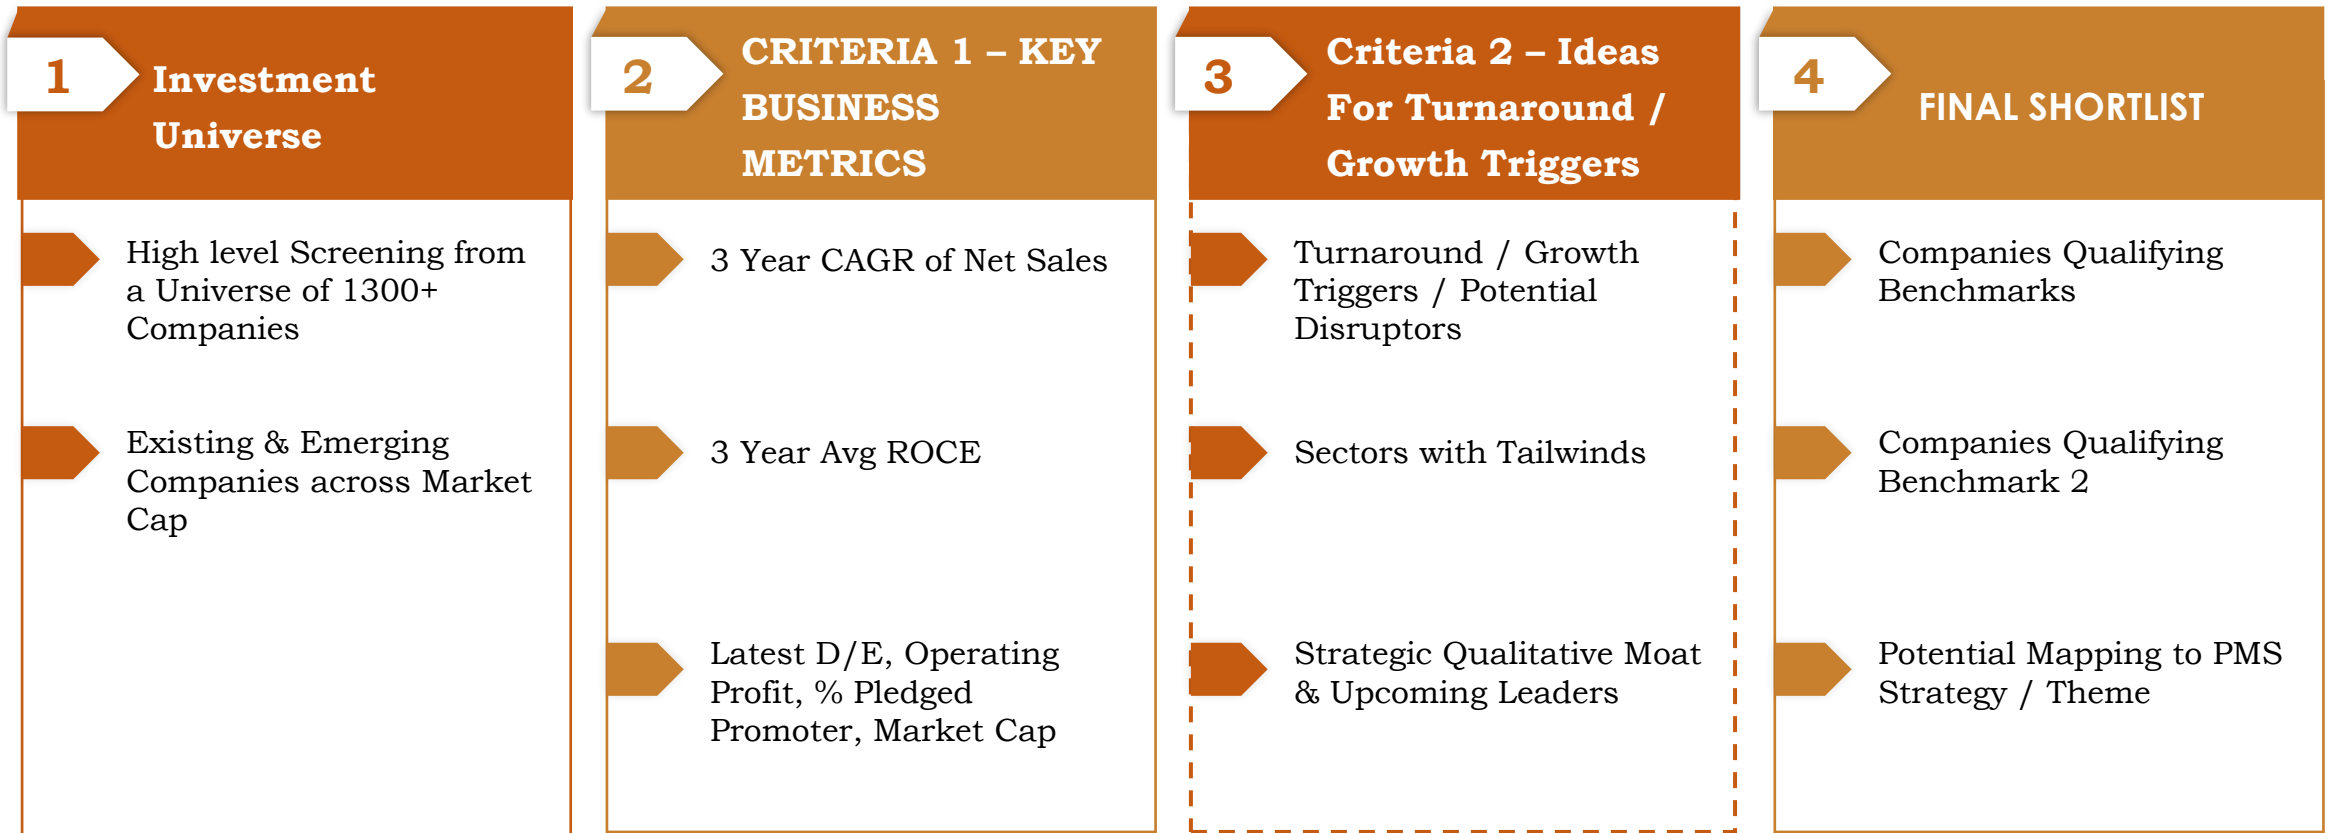 1
Investment
Universe
High level Screening from
a Universe of 1300+
Companies
Existing & Emerging
Companies across Market
Cap
2
CRITERIA 1 – KEY
BUSINESS
METRICS
3 Year CAGR of Net Sales
3 Year Avg ROCE
Latest D/E, Operating
Profit, % Pledged
Promoter, Market Cap
3
Criteria 2 – Ideas
For Turnaround /
Growth Triggers
Turnaround / Growth
Triggers / Potential
Disruptors
Sectors with Tailwinds
Strategic Qualitative Moat
& Upcoming Leaders
4
FINAL SHORTLIST
Companies Qualifying
Benchmarks
Companies Qualifying
Benchmark 2
Potential Mapping to PMS
Strategy / Theme